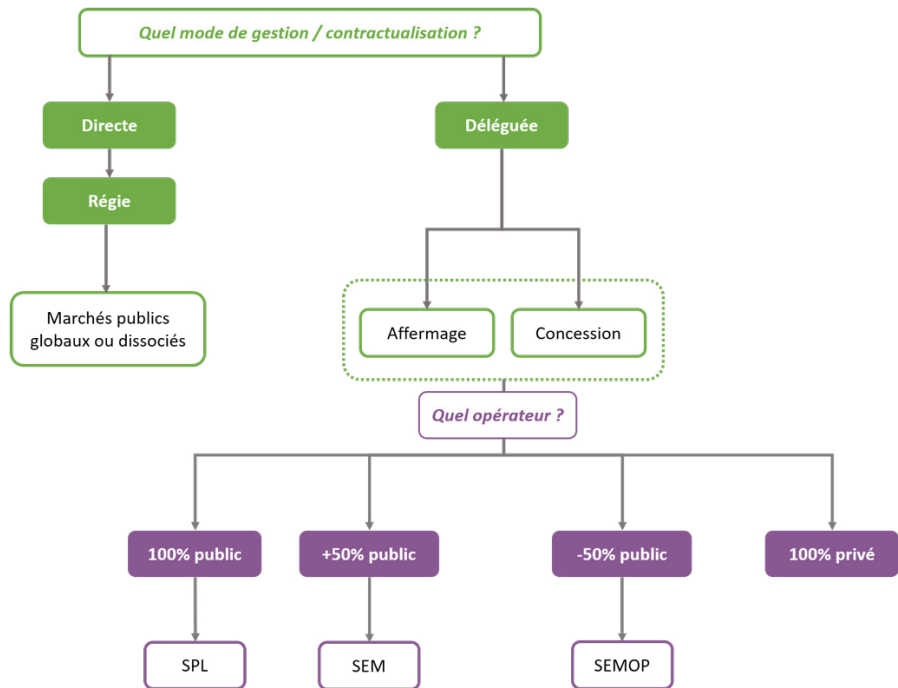 Quel mode de gestion / contractualisation ?
Directe
Déléguée
Régie
Marchés publics
globaux ou dissociés
Affermage
Concession
Quel opérateur ?
100% public
+50% public
-50% public
100% privé
SPL
SEM
SEMOP